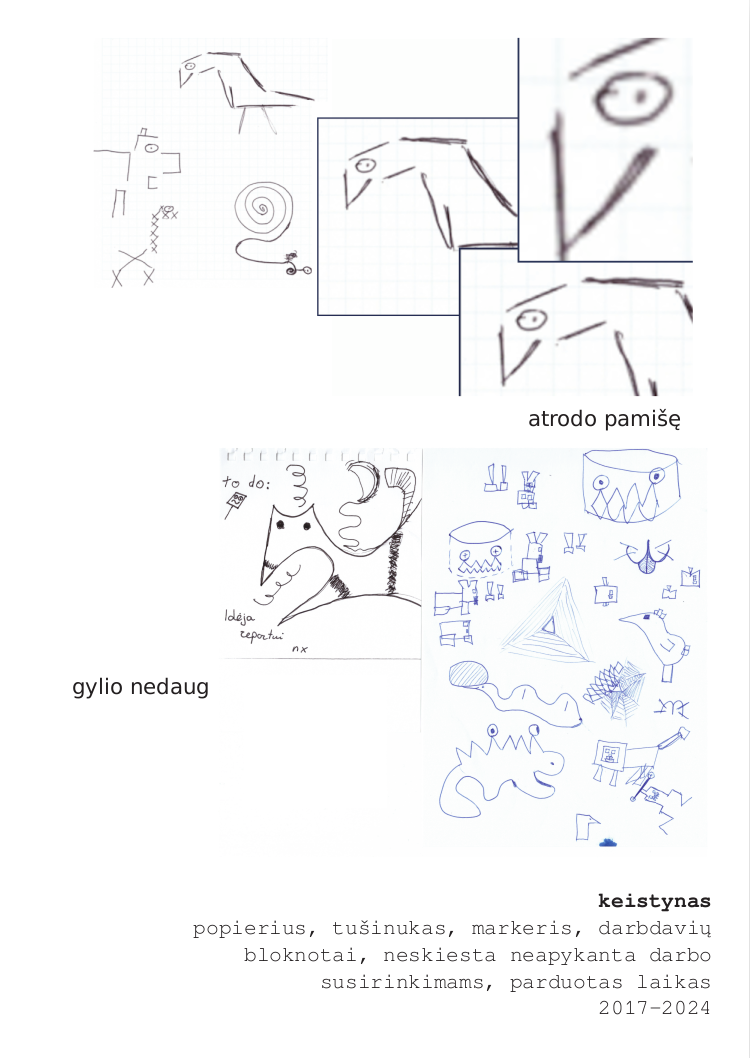 atrodo pamišę
to do:
Idėja
reportui
nx
gylio nedaug
keistynas
popierius, tušinukas, markeris, darbdavių
bloknotai, neskiesta neapykanta darbo
susirinkimams, parduotas laikas
2017–2024